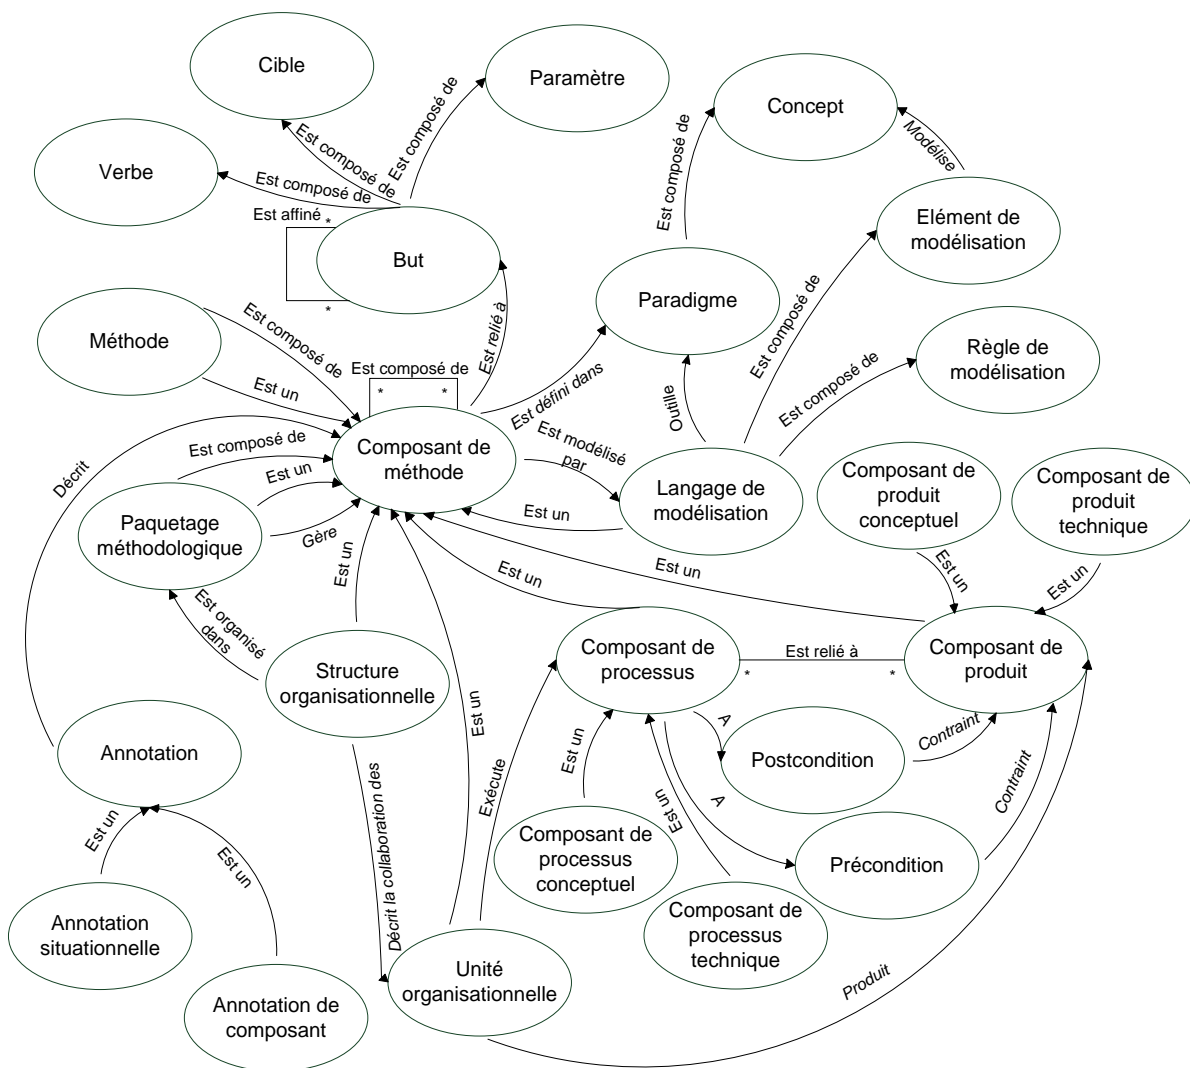 Cible
Paramètre
Concept
Verbe
Est composé de
Est composé de
Est composé de
Est composé de
Modélise
Elément de
modélisation
Est affiné
*
*
But
Paradigme
Méthode
Est composé de
Est un
Est relié à
Est composé de
*
*
Est défini dans
Outille
Est composé de
Est composé de
Règle de
modélisation
Composant de
méthode
Est modélisé
par
Langage de
modélisation
Est un
Décrit
Est composé de
Est un
Gère
Paquetage
méthodologique
Est un
Est organisé
dans
Structure
organisationnelle
Composant de
produit
conceptuel
Composant de
produit
technique
Est un
Est un
Est un
Est un
Composant de
processus
Est relié à
*
*
Composant de
produit
Est un
Annotation
Décrit la collaboration des
Exécute
Est un
A
A
Postcondition
Contraint
Contraint
Est un
Est un
Est un
Composant de
processus
conceptuel
Précondition
Composant de
processus
technique
Annotation
situationnelle
Annotation de
composant
Unité
organisationnelle
Produit